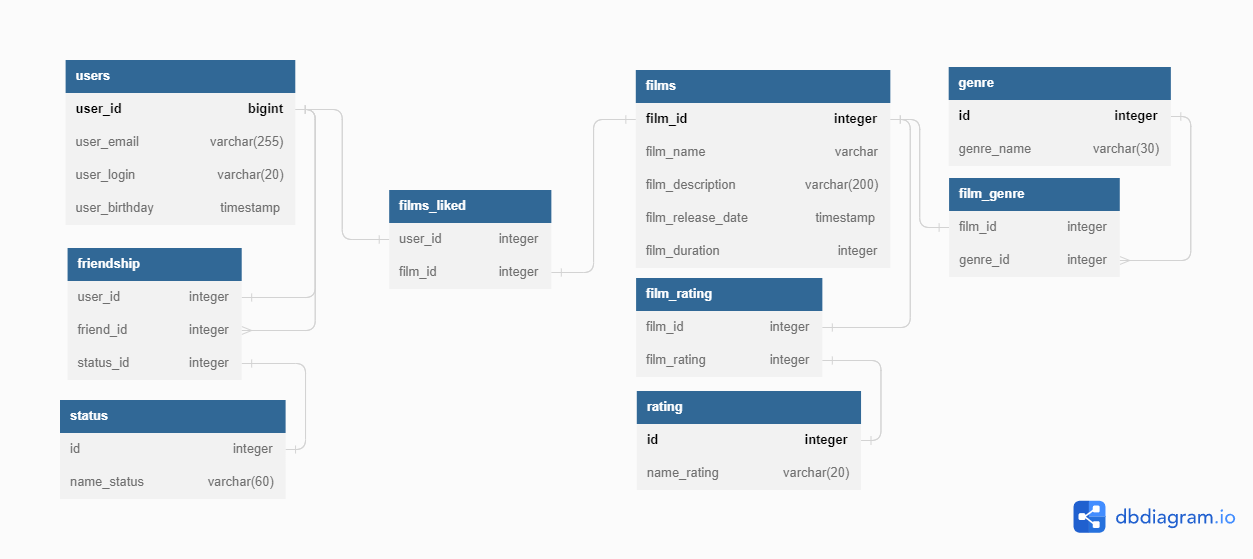 users
user_id bigint
user_email varchar(255)
user_login varchar(20)
user_birthday timestamp
friendship
user_id integer
friend_id integer
status_id integer
status
id integer
name_status varchar(60)
films_liked
user_id integer
film_id integer
films
film_id integer
film_name varchar
film_description varchar(200)
film_release_date timestamp
film_duration integer
film_rating
film_id integer
film_rating integer
rating
id integer
name_rating varchar(20)
genre
id integer
genre_name varchar(30)
film_genre
film_id integer
genre_id integer
dbdiagram.io